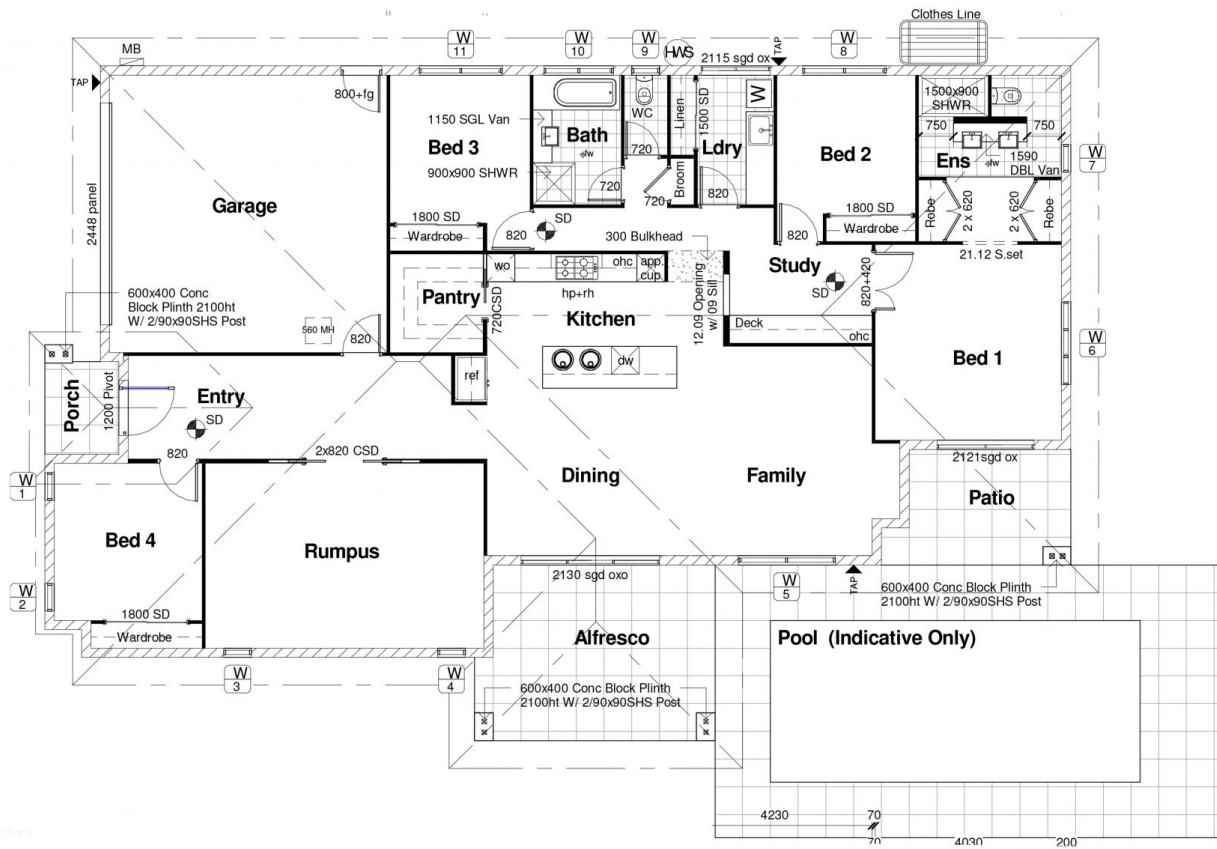 Clothes Line
MB
W
11
W
10
W
9
HWS
2115 sgd ox
TAP
W
8
TAP
800+fg
1150 SGL Van
Bath
fw
WC
Linen
1500 SD
W
1500x900
SHWR
750
750
Bed 3
900x900 SHWR
720
720
Broom
720
Ldry
820
Bed 2
Ens
fw
1590
DBL Van
W
7
2448 panel
Garage
1800 SD
Wardrobe
820
SD
300 Bulkhead
1800 SD
Wardrobe
820
Robe
2 x 620
2 x 620
Robe
21.12 S.set
wo
ohc
app.
cup.
Study
SD
820+420
600x400 Conc
Block Plinth 2100ht
W/ 2/90x90SHS Post
560 MH
820
Pantry
720CSD
hp+rh
Kitchen
12.09 Opening
w/ 09 Sill
Deck
ohc
Bed 1
W
6
dw
ref
Porch
1200 Pivot
Entry
SD
820
2x820 CSD
Dining
Family
2121sgd ox
Patio
W
1
Bed 4
Rumpus
W
2
1800 SD
Wardrobe
2130 sgd oxo
W
5
TAP
600x400 Conc Block Plinth
2100ht W/ 2/90x90SHS Post
Alfresco
Pool (Indicative Only)
W
3
W
4
600x400 Conc Block Plinth
2100ht W/ 2/90x90SHS Post
4230
70
70
4030
200